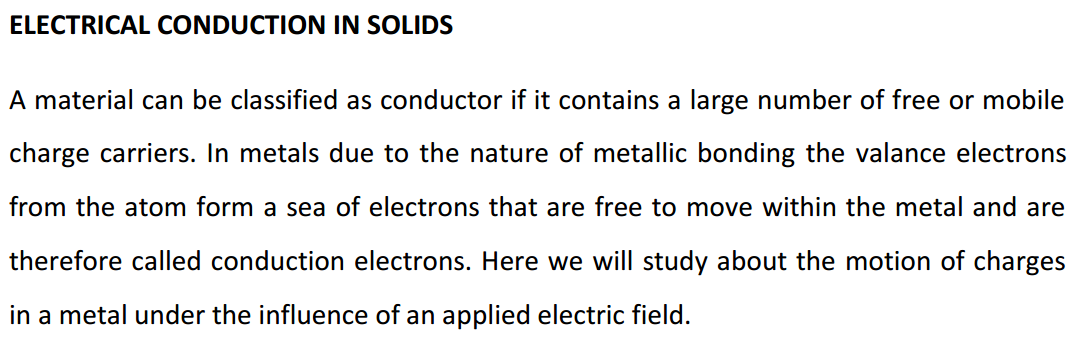 ELECTRICAL CONDUCTION IN SOLIDS
A material can be classified as conductor if it contains a large number of free or mobile
charge carriers. In metals due to the nature of metallic bonding the valance electrons
from the atom form a sea of electrons that are free to move within the metal and are
therefore called conduction electrons. Here we will study about the motion of charges
in a metal under the influence of an applied electric field.